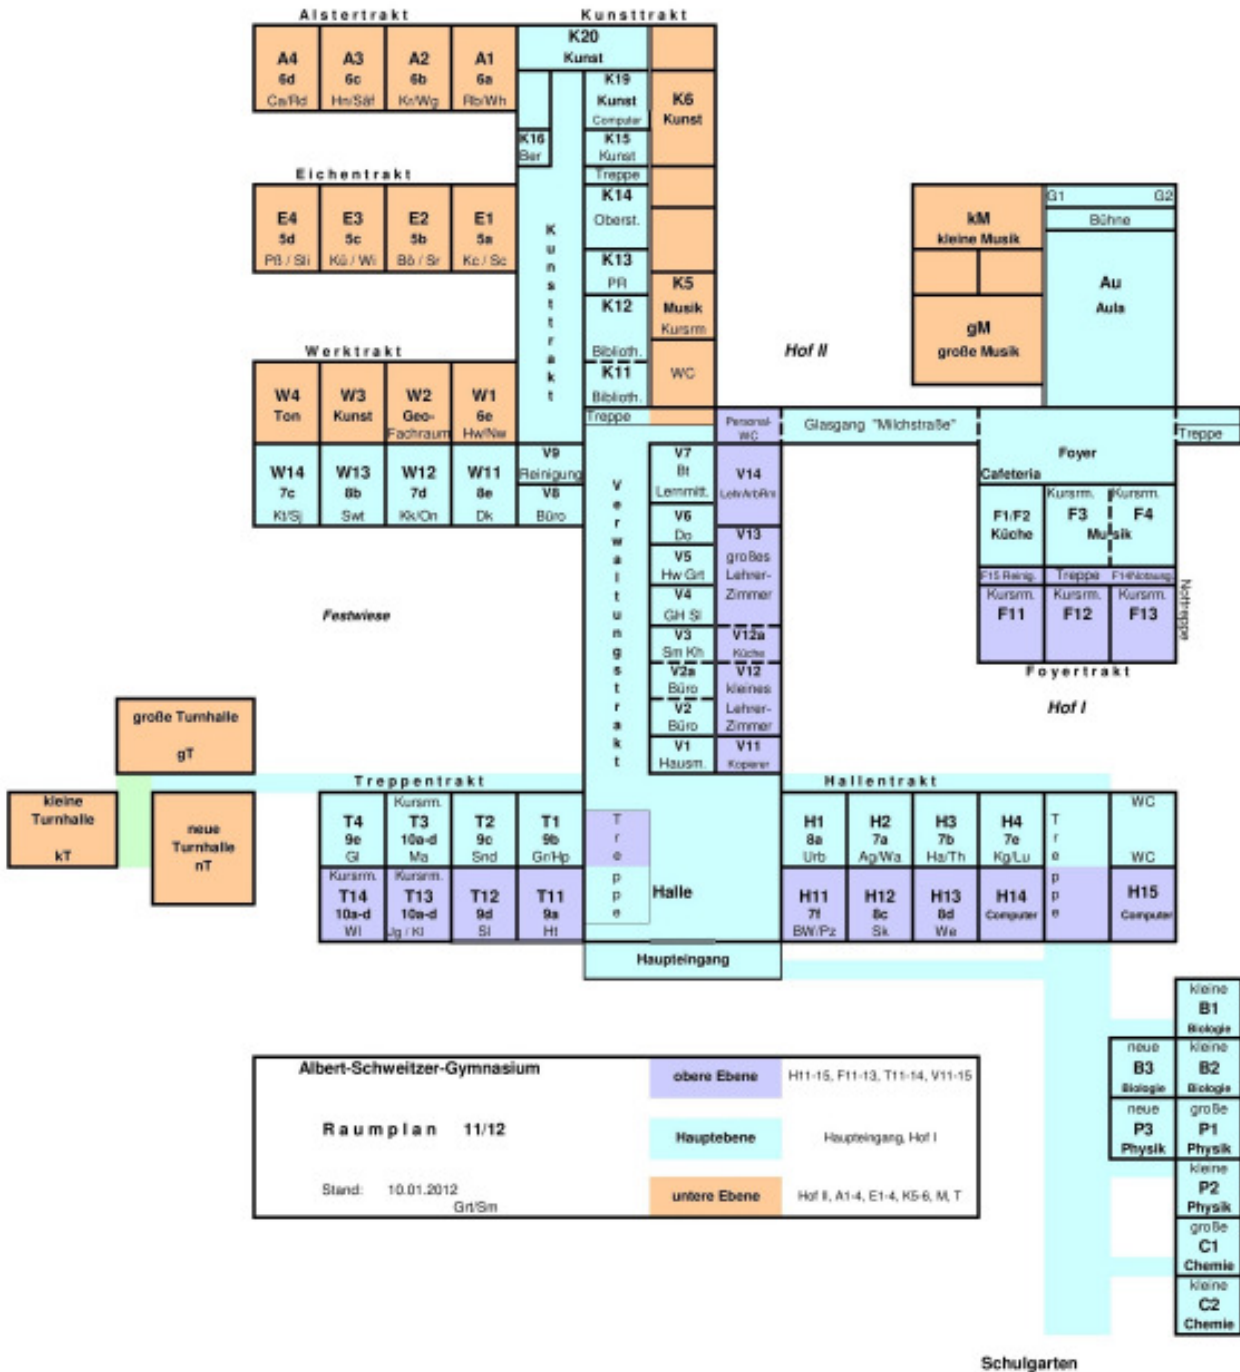 Alstertrakt
Kunsttrakt
A4
6d
Ca/Rd
A3
6c
Hn/Säf
A2
6b
Kr/Wg
A1
6a
Rb/Wh
K20
Kunst
K19
Kunst
Computer
K6
Kunst
K16
Ber
K15
Kunst
Treppe
K14
Oberst.
K13
PR
K12
Biblioth.
K11
Biblioth.
Treppe
K5
Musik
Kursrm
WC
Kunsttrakt
Eichentrakt
E4
5d
Pß / Sli
E3
5c
Kü / Wi
E2
5b
Bö / Sr
E1
5a
Kc / Sc
Werktrakt
W4
Ton
W3
Kunst
W2
Geo-
Fachraum
W1
6e
Hw/Nw
W14
7c
Kt/Sj
W13
8b
Swt
W12
7d
Kk/On
W11
8e
Dk
V9
Reinigung
V8
Büro
kM
kleine Musik
gM
große Musik
G1
G2
Bühne
Au
Aula
Hof II
Personal-
WC
Glasgang "Milchstraße"
Foyer
Cafeteria
Treppe
F1/F2
Küche
Kursrm.
F3
Kursrm.
F4
Musik
F15 Reinig.
Treppe
F14Notausg.
Kursrm.
F11
Kursrm.
F12
Kursrm.
F13
Nottreppe
Foyertrakt
Hof I
Verwaltungstrakt
V7
Bt
Lernmitt.
V6
Do
V5
Hw Grt
V4
GH Sl
V3
Sm Kh
V2a
Büro
V2
Büro
V1
Hausm.
V14
LehrArbRm
V13
großes
Lehrer-
Zimmer
V12a
Küche
V12
kleines
Lehrer-
Zimmer
V11
Kopierer
Festwiese
große Turnhalle
gT
kleine
Turnhalle
kT
neue
Turnhalle
nT
Treppentrakt
T4
9e
Gl
Kursrm.
T3
10a-d
Ma
T2
9c
Snd
T1
9b
Gr/Hp
Kursrm.
T14
10a-d
Wl
Kursrm.
T13
10a-d
Jg / Kl
T12
9d
Sl
T11
9a
Ht
Treppe
Halle
Haupteingang
Hallentrakt
H1
8a
Urb
H2
7a
Ag/Wa
H3
7b
Ha/Th
H4
7e
Kg/Lu
Treppe
WC
WC
H11
7f
BW/Pz
H12
8c
Sk
H13
8d
We
H14
Computer
H15
Computer
kleine
B1
Biologie
neue
B3
Biologie
kleine
B2
Biologie
neue
P3
Physik
große
P1
Physik
kleine
P2
Physik
große
C1
Chemie
kleine
C2
Chemie
Schulgarten
Albert-Schweitzer-Gymnasium
Raumplan 11/12
Stand: 10.01.2012
Grt/Sm
obere Ebene
H11-15, F11-13, T11-14, V11-15
Hauptebene
Haupteingang, Hof I
untere Ebene
Hof II, A1-4, E1-4, K5-6, M, T